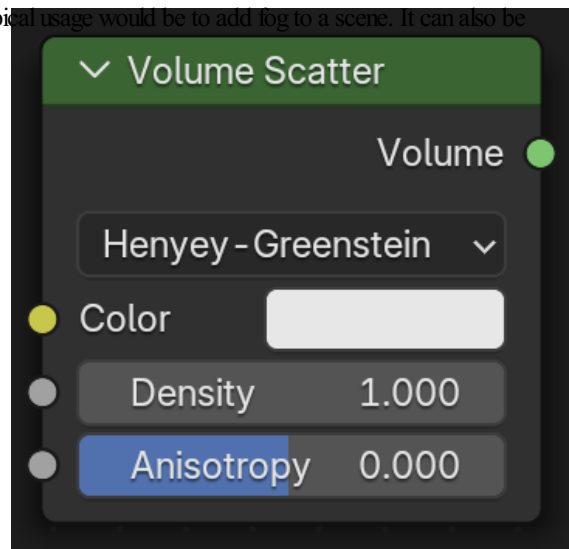 pical usage would be to add fog to a scene. It can also be
Volume Scatter
Volume
Henyey-Greenstein
Color
Density 1.000
Anisotropy 0.000